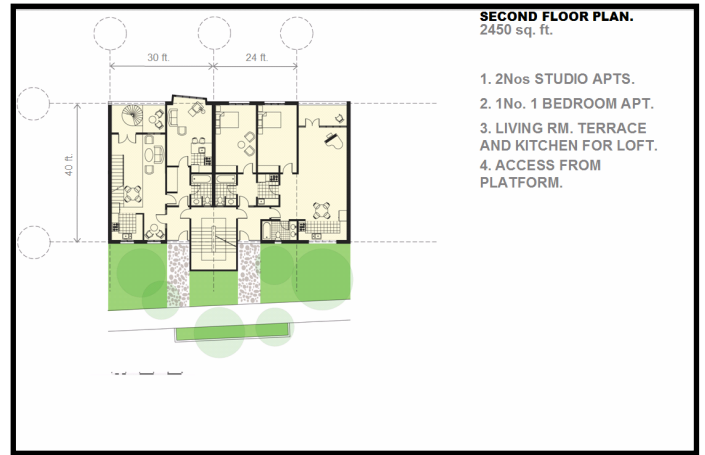 SECOND FLOOR PLAN.
2450 sq. ft.
30 ft.
24 ft.
40 ft.
1. 2Nos STUDIO APTS.
2. 1No. 1 BEDROOM APT.
3. LIVING RM. TERRACE
AND KITCHEN FOR LOFT.
4. ACCESS FROM
PLATFORM.